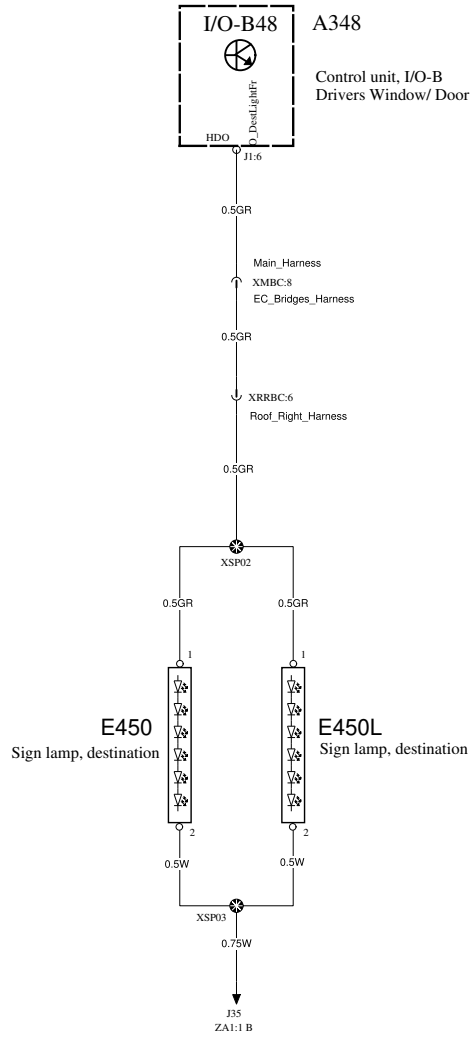 I/O-B48
A348
Control unit, I/O-B
Drivers Window/ Door
O_DestLightFr
HDO
J1:6
0.5GR
Main_Harness
XMBC:8
EC_Bridges_Harness
0.5GR
XRRBC:6
Roof_Right_Harness
0.5GR
XSP02
0.5GR
0.5GR
1
1
E450
Sign lamp, destination
E450L
Sign lamp, destination
2
2
0.5W
0.5W
XSP03
0.75W
J35
ZA1:1 B